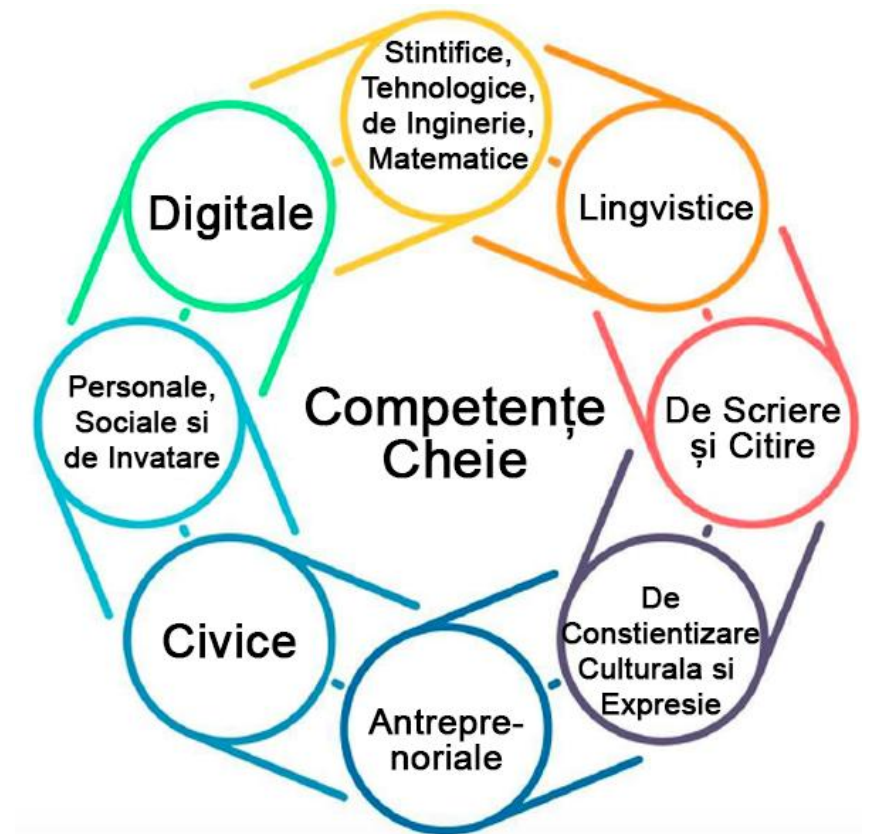 Stintifice,
Tehnologice,
de Inginerie,
Matematice
Lingvistice
De Scriere
și Citire
De
Constientizare
Culturala si
Expresie
Antrepre-
noriale
Civice
Personale,
Sociale si
de Invatare
Digitale
Competențe
Cheie